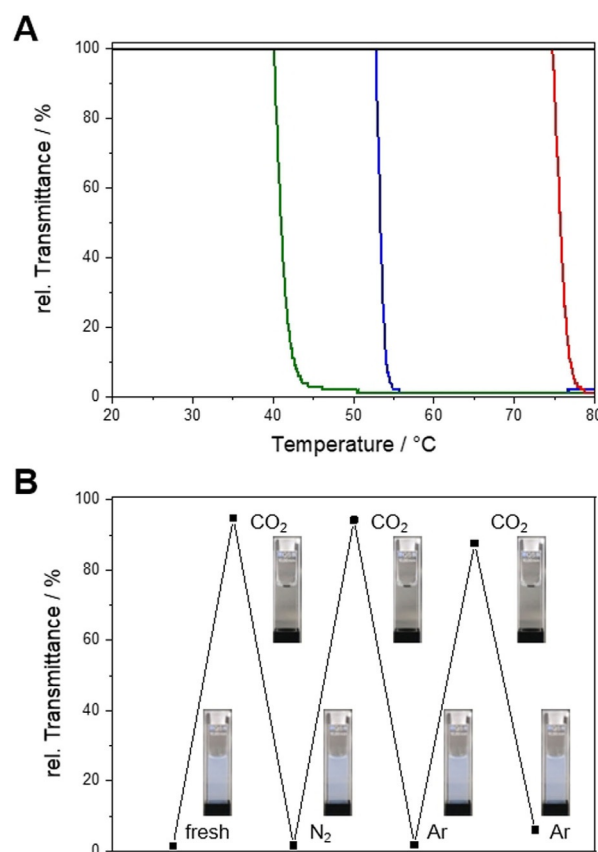 A
100
80
60
40
20
0
rel. Transmittance / %
20 30 40 50 60 70 80
Temperature / °C
B
100
80
60
40
20
0
rel. Transmittance / %
CO₂ CO₂ CO₂
fresh N₂ Ar Ar